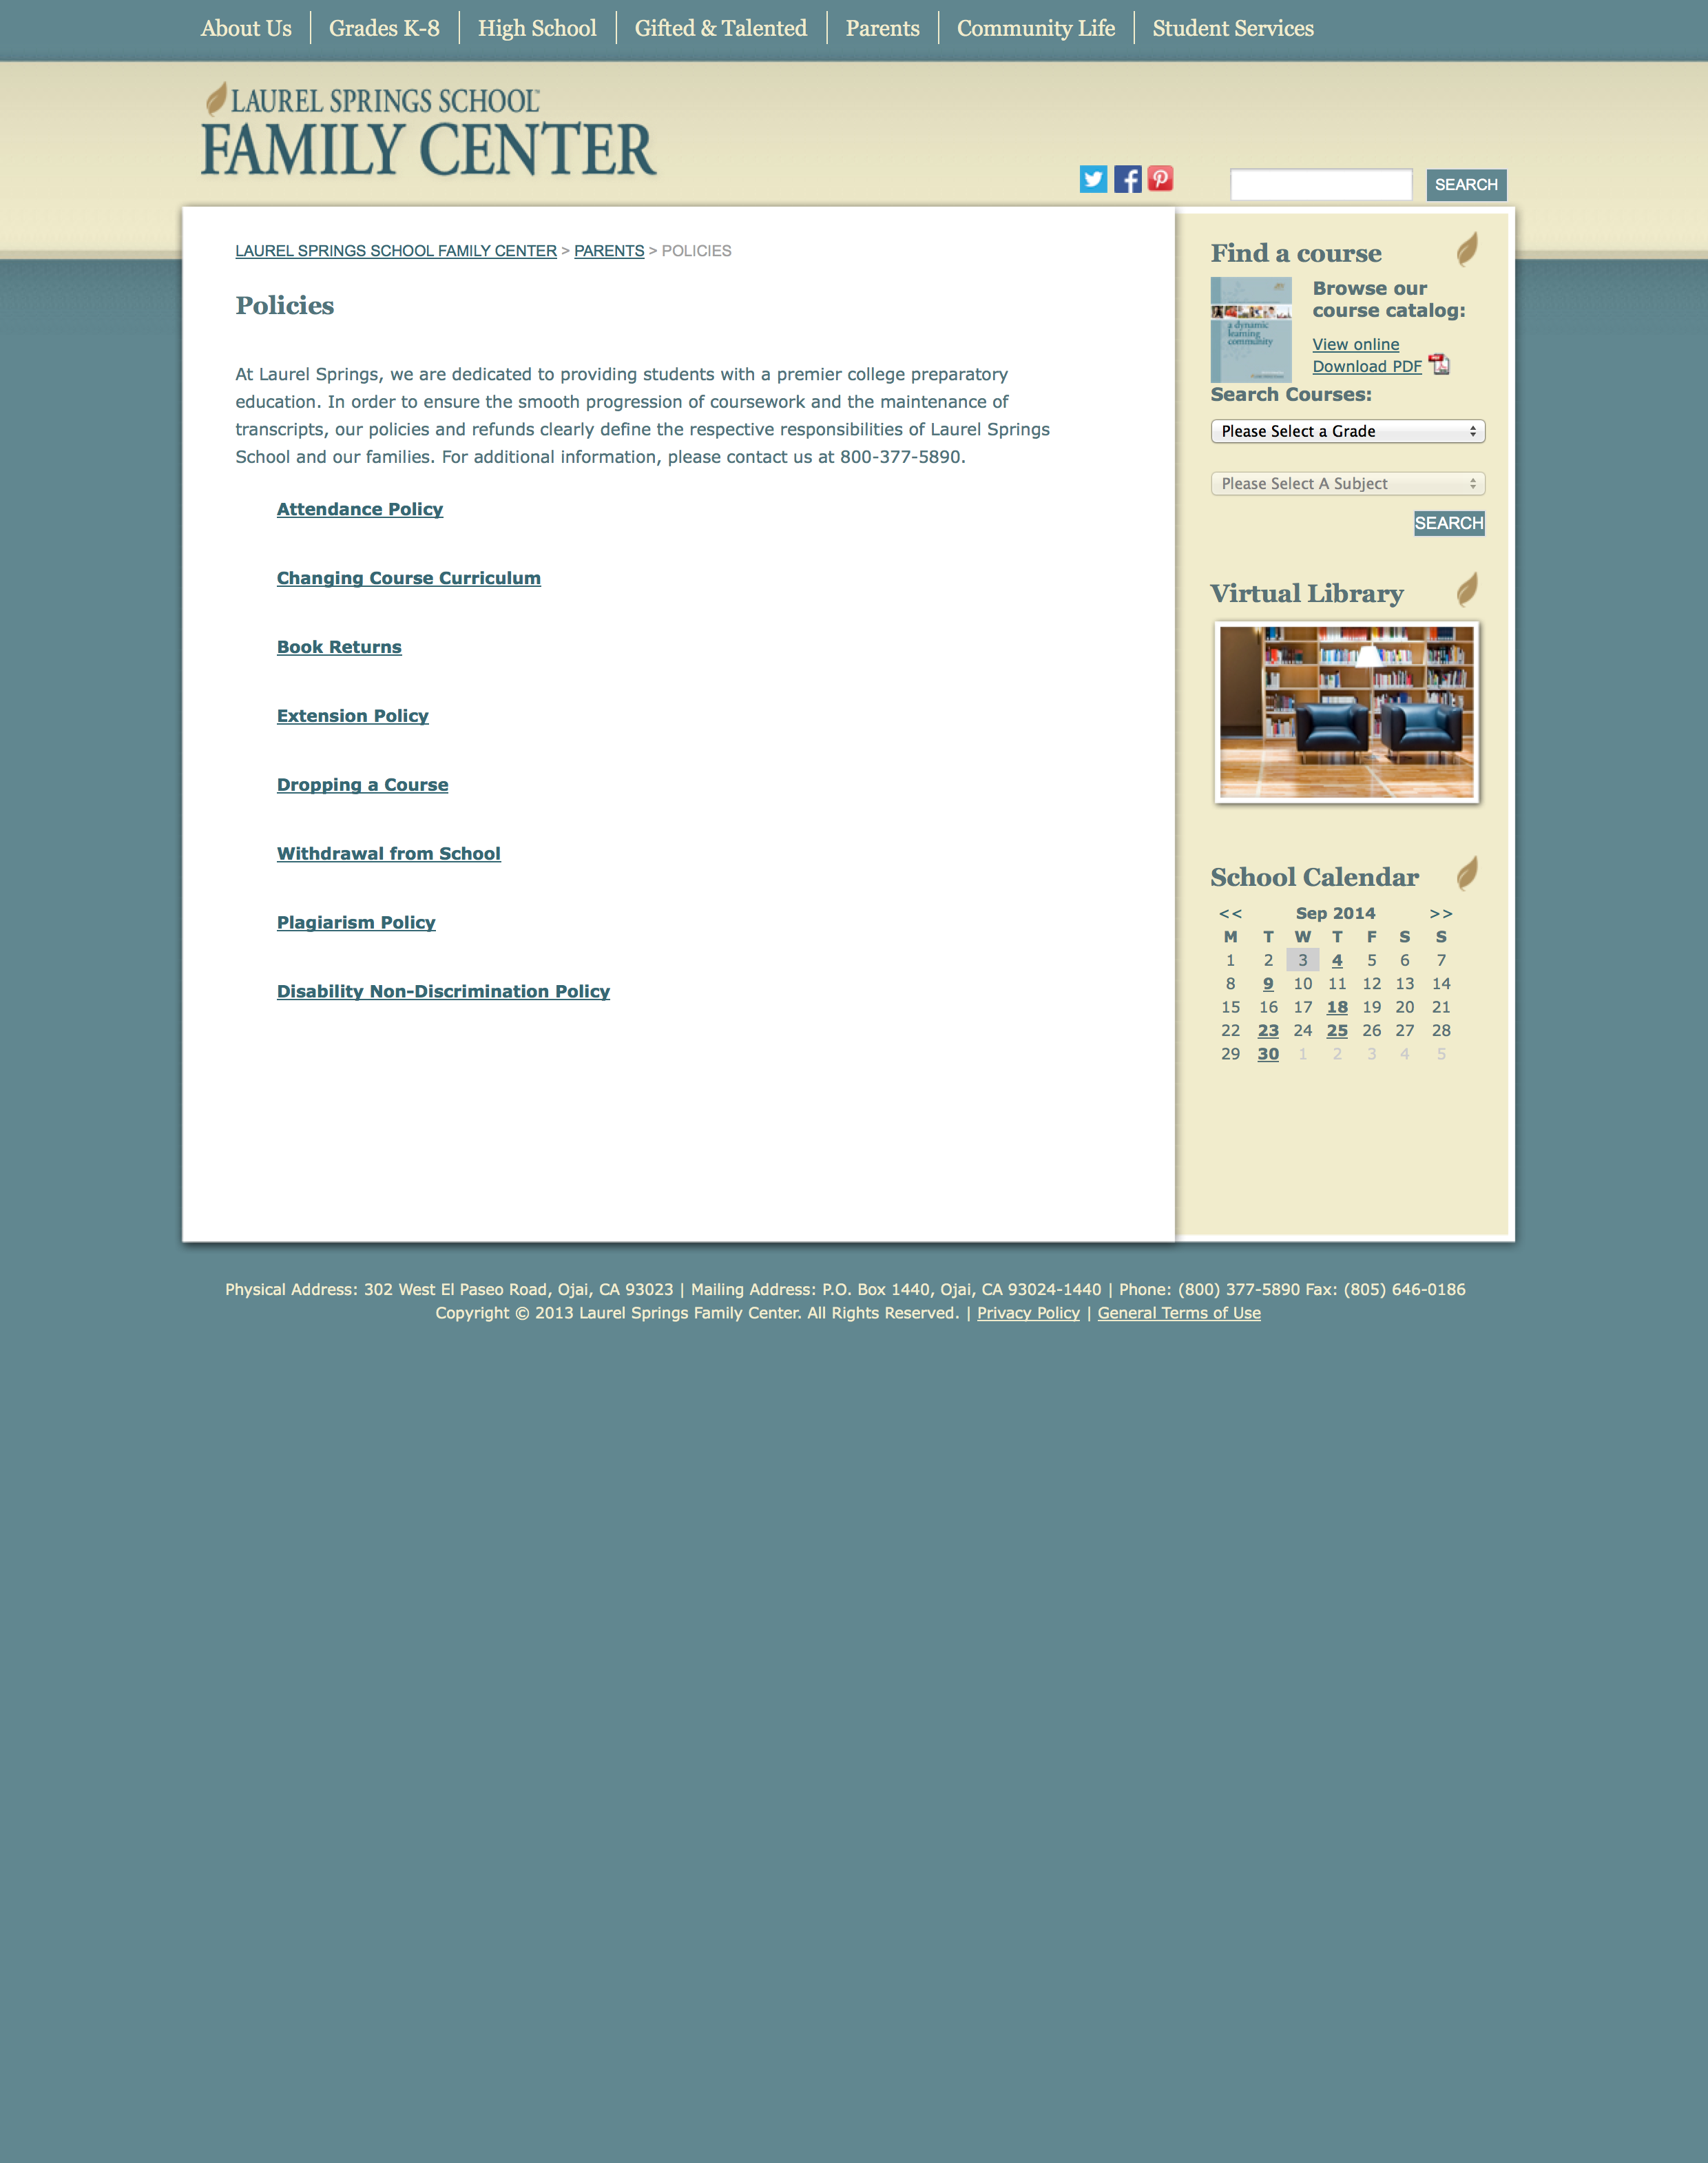 About Us
Grades K-8
High School
Gifted & Talented
Parents
Community Life
Student Services
LAUREL SPRINGS SCHOOL™
FAMILY CENTER
SEARCH
LAUREL SPRINGS SCHOOL FAMILY CENTER > PARENTS > POLICIES
Policies
At Laurel Springs, we are dedicated to providing students with a premier college preparatory
education. In order to ensure the smooth progression of coursework and the maintenance of
transcripts, our policies and refunds clearly define the respective responsibilities of Laurel Springs
School and our families. For additional information, please contact us at 800-377-5890.
Attendance Policy
Changing Course Curriculum
Book Returns
Extension Policy
Dropping a Course
Withdrawal from School
Plagiarism Policy
Disability Non-Discrimination Policy
Find a course
a dynamic
learning
community
Browse our
course catalog:
View online
Download PDF
Search Courses:
Please Select a Grade
Please Select A Subject
SEARCH
Virtual Library
School Calendar
<< Sep 2014 >>
M T W T F S S
1 2 3 4 5 6 7
8 9 10 11 12 13 14
15 16 17 18 19 20 21
22 23 24 25 26 27 28
29 30 1 2 3 4 5
Physical Address: 302 West El Paseo Road, Ojai, CA 93023 | Mailing Address: P.O. Box 1440, Ojai, CA 93024-1440 | Phone: (800) 377-5890 Fax: (805) 646-0186
Copyright © 2013 Laurel Springs Family Center. All Rights Reserved. | Privacy Policy | General Terms of Use